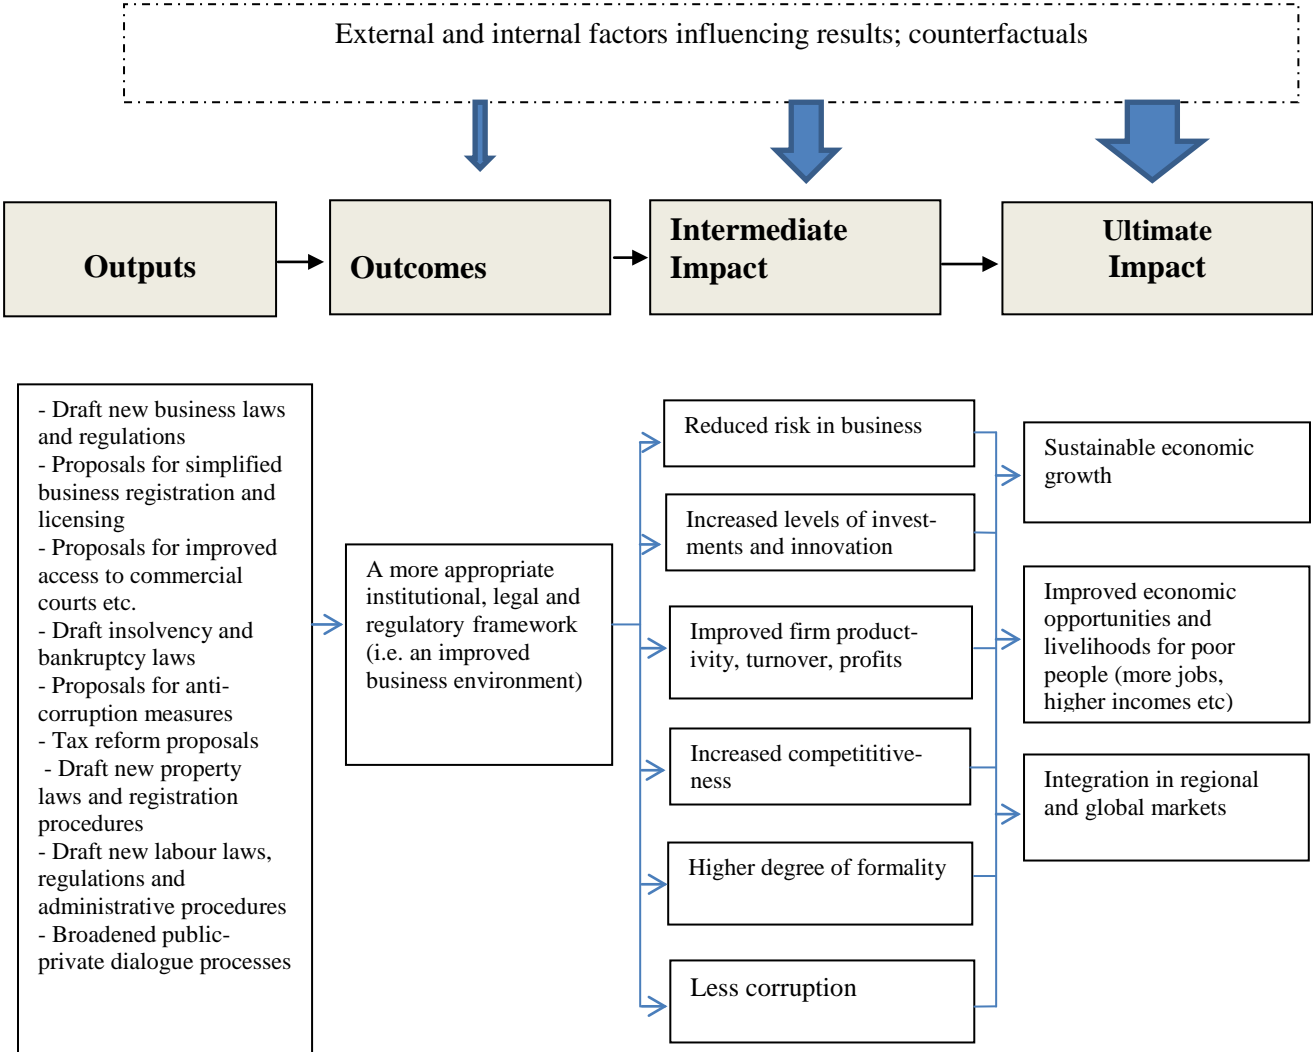 External and internal factors influencing results; counterfactuals
Outputs
Outcomes
Intermediate
Impact
Ultimate
Impact
- Draft new business laws
and regulations
- Proposals for simplified
business registration and
licensing
- Proposals for improved
access to commercial
courts etc.
- Draft insolvency and
bankruptcy laws
- Proposals for anti-
corruption measures
- Tax reform proposals
- Draft new property
laws and registration
procedures
- Draft new labour laws,
regulations and
administrative procedures
- Broadened public-
private dialogue processes
A more appropriate
institutional, legal and
regulatory framework
(i.e. an improved
business environment)
Reduced risk in business
Increased levels of invest-
ments and innovation
Improved firm product-
ivity, turnover, profits
Increased competititive-
ness
Higher degree of formality
Less corruption
Sustainable economic
growth
Improved economic
opportunities and
livelihoods for poor
people (more jobs,
higher incomes etc)
Integration in regional
and global markets